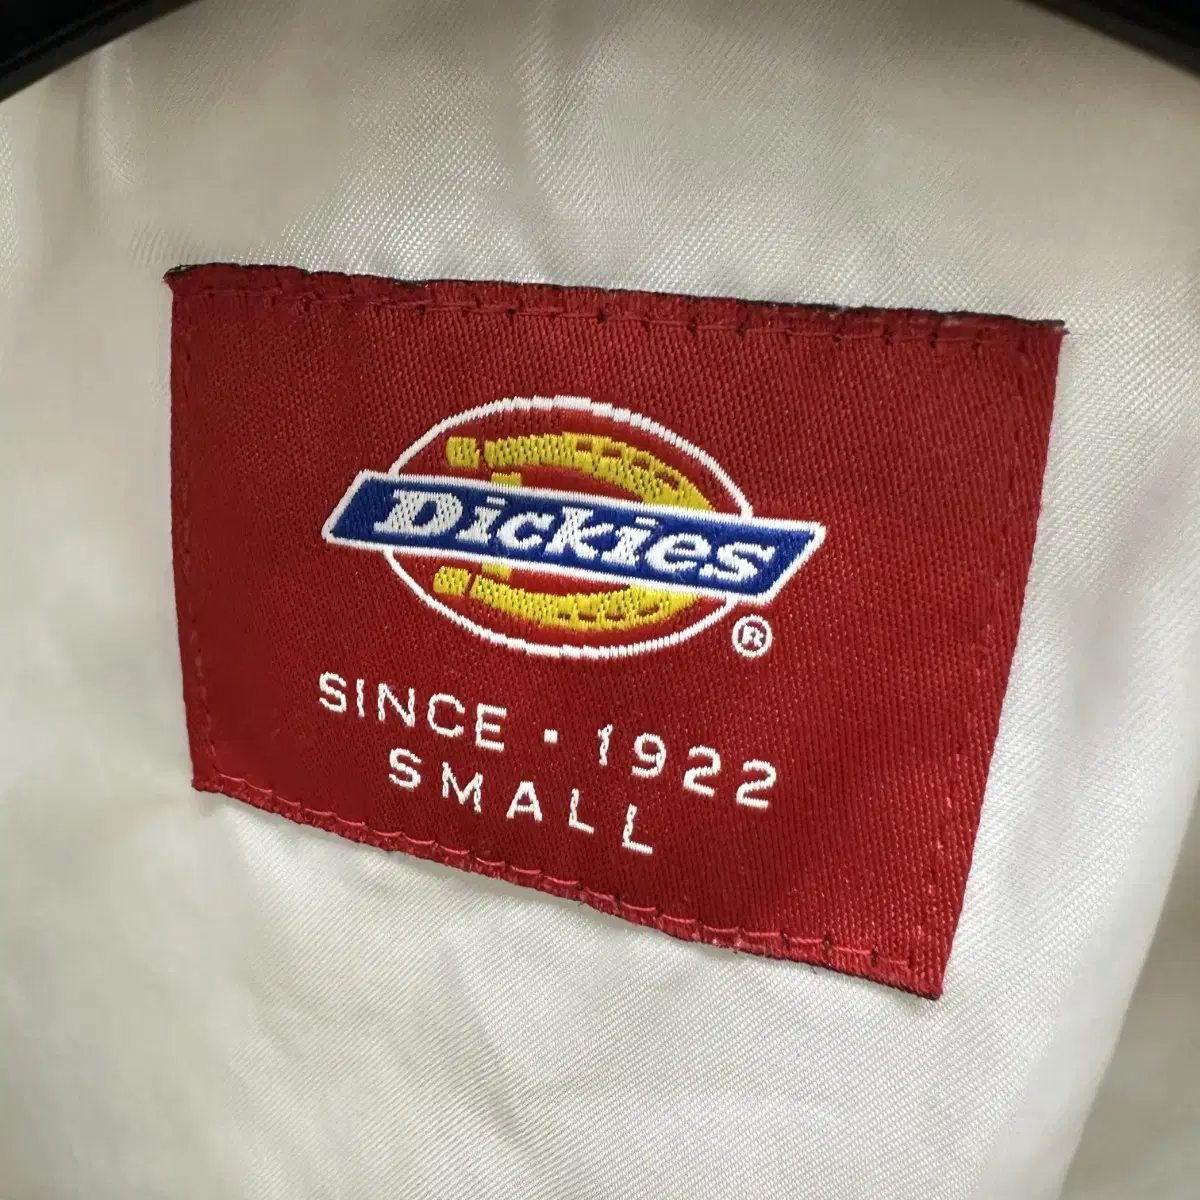 Dickies
®
SINCE · 1922
SMALL